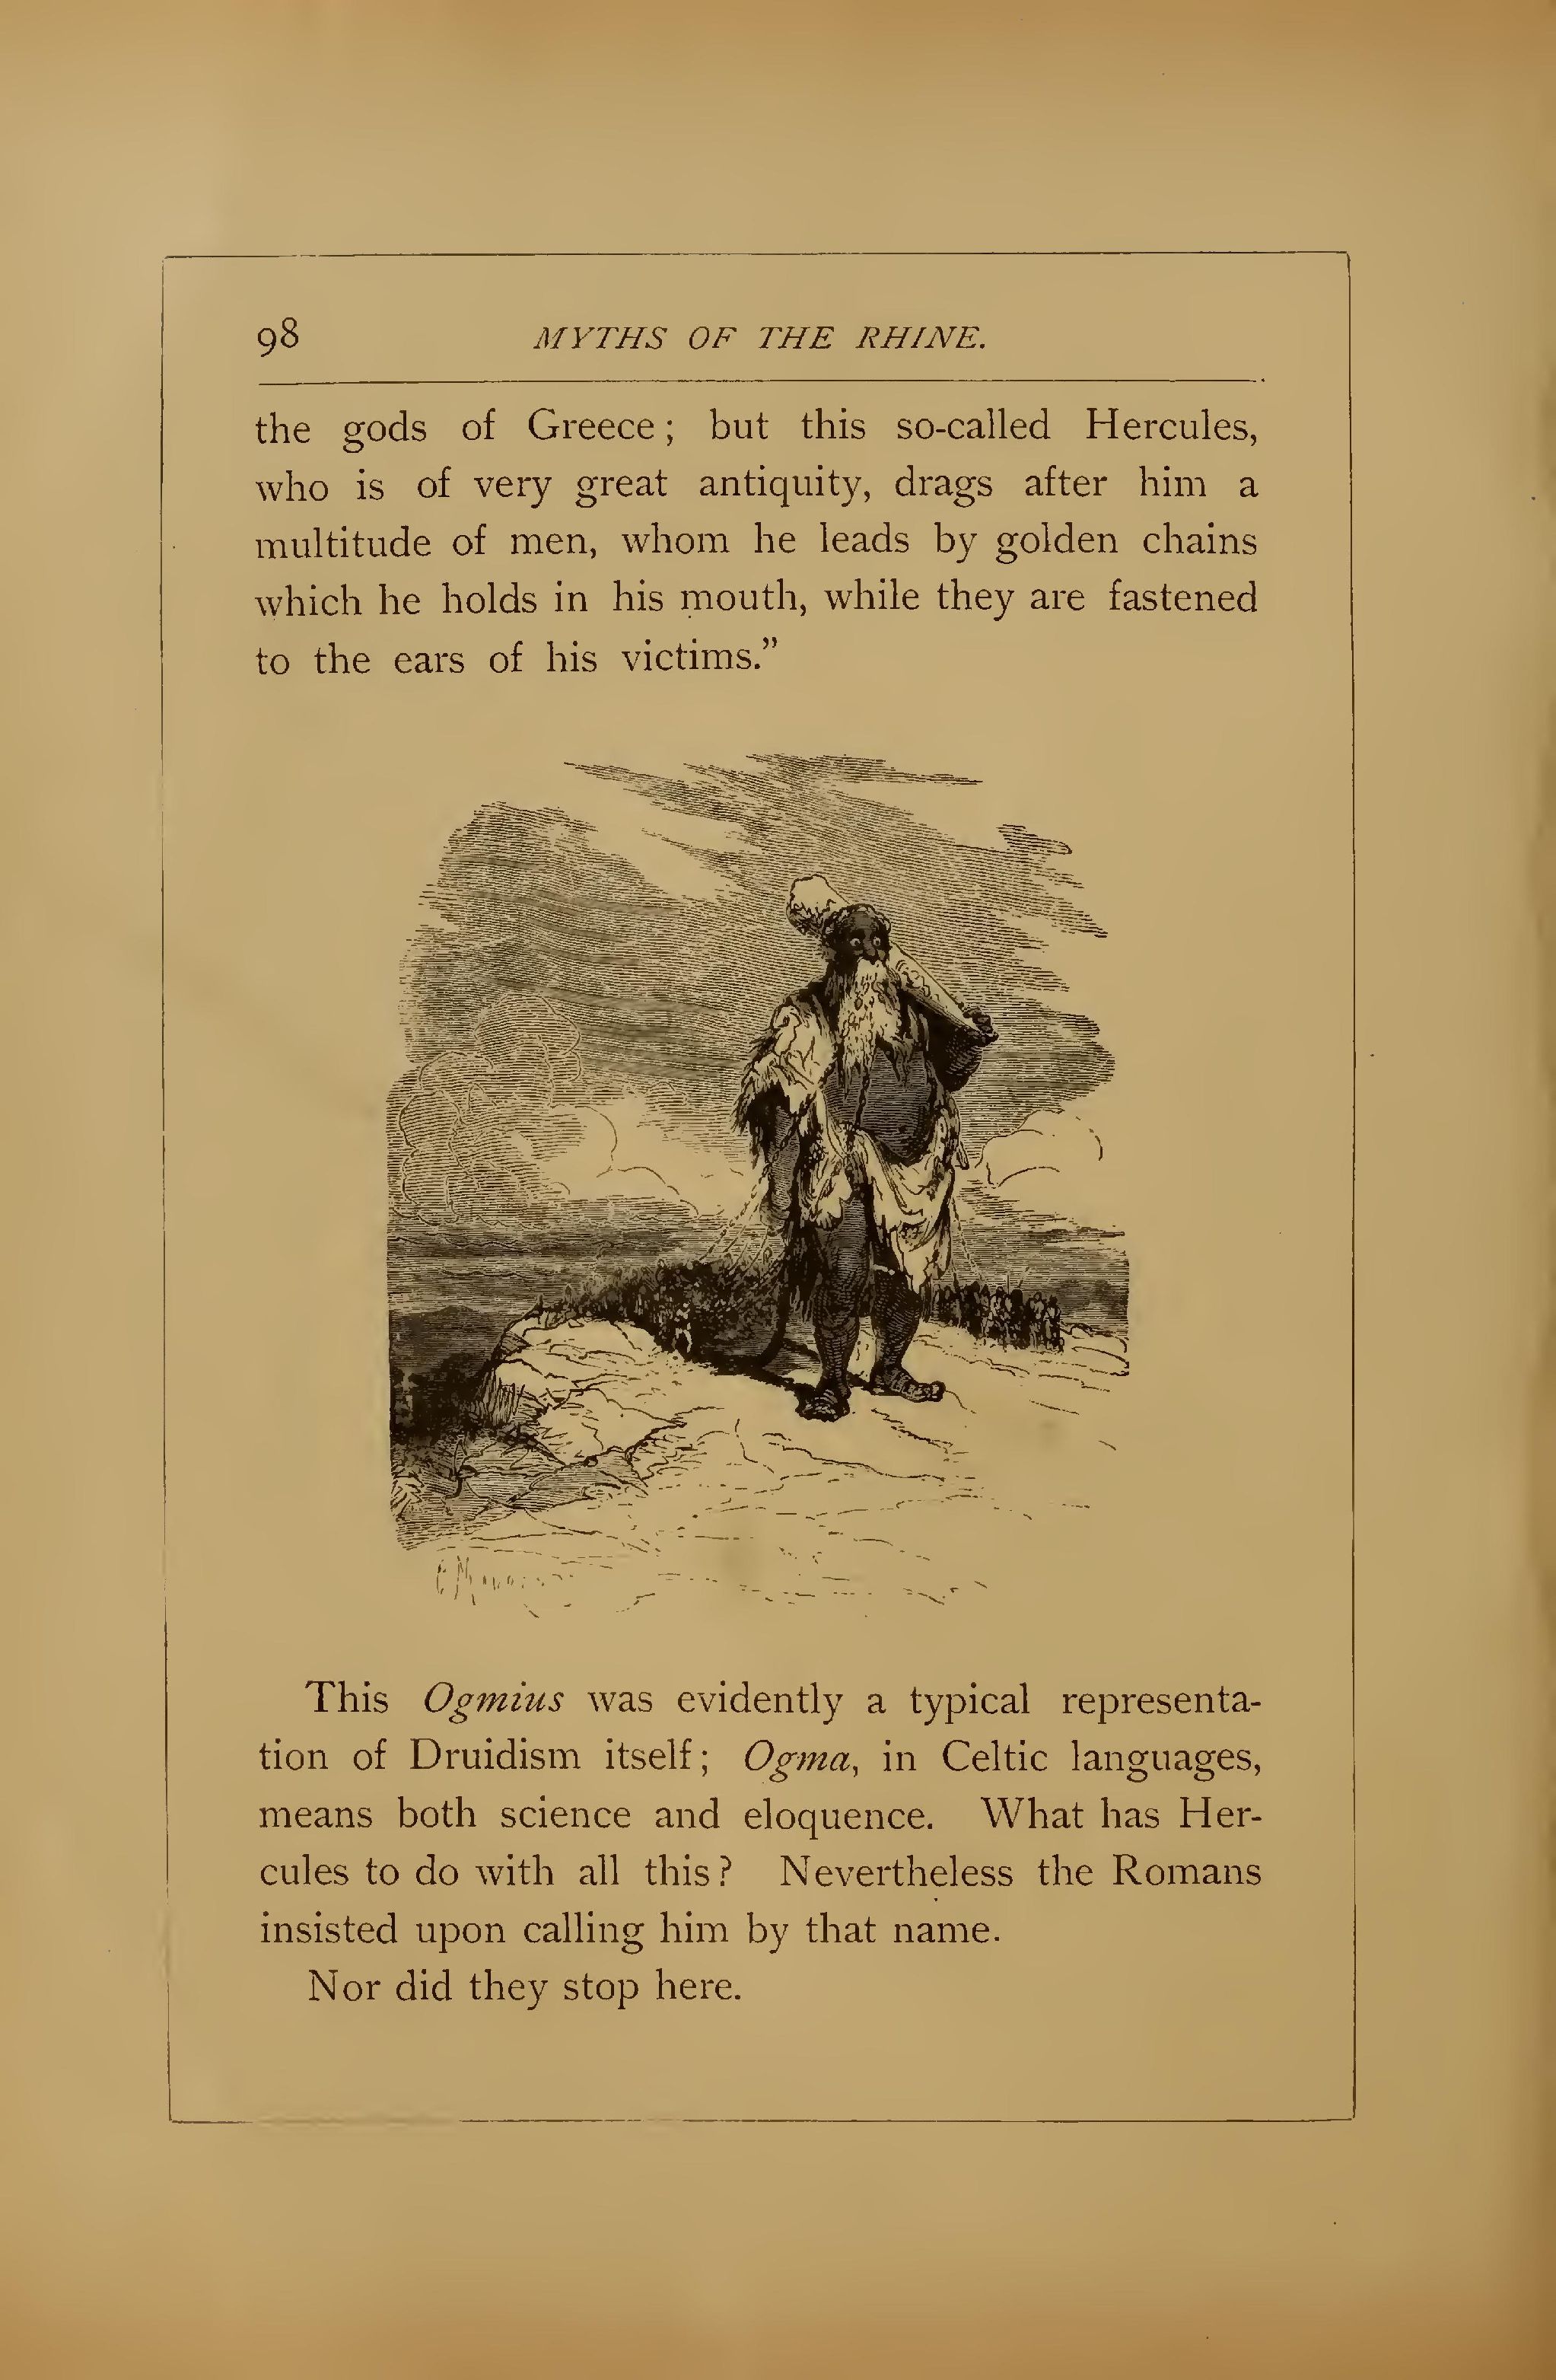 98 MYTHS OF THE RHINE.
the gods of Greece; but this so-called Hercules,
who is of very great antiquity, drags after him a
multitude of men, whom he leads by golden chains
which he holds in his mouth, while they are fastened
to the ears of his victims.”
This Ogmius was evidently a typical representa-
tion of Druidism itself; Ogma, in Celtic languages,
means both science and eloquence. What has Her-
cules to do with all this? Nevertheless the Romans
insisted upon calling him by that name.
Nor did they stop here.